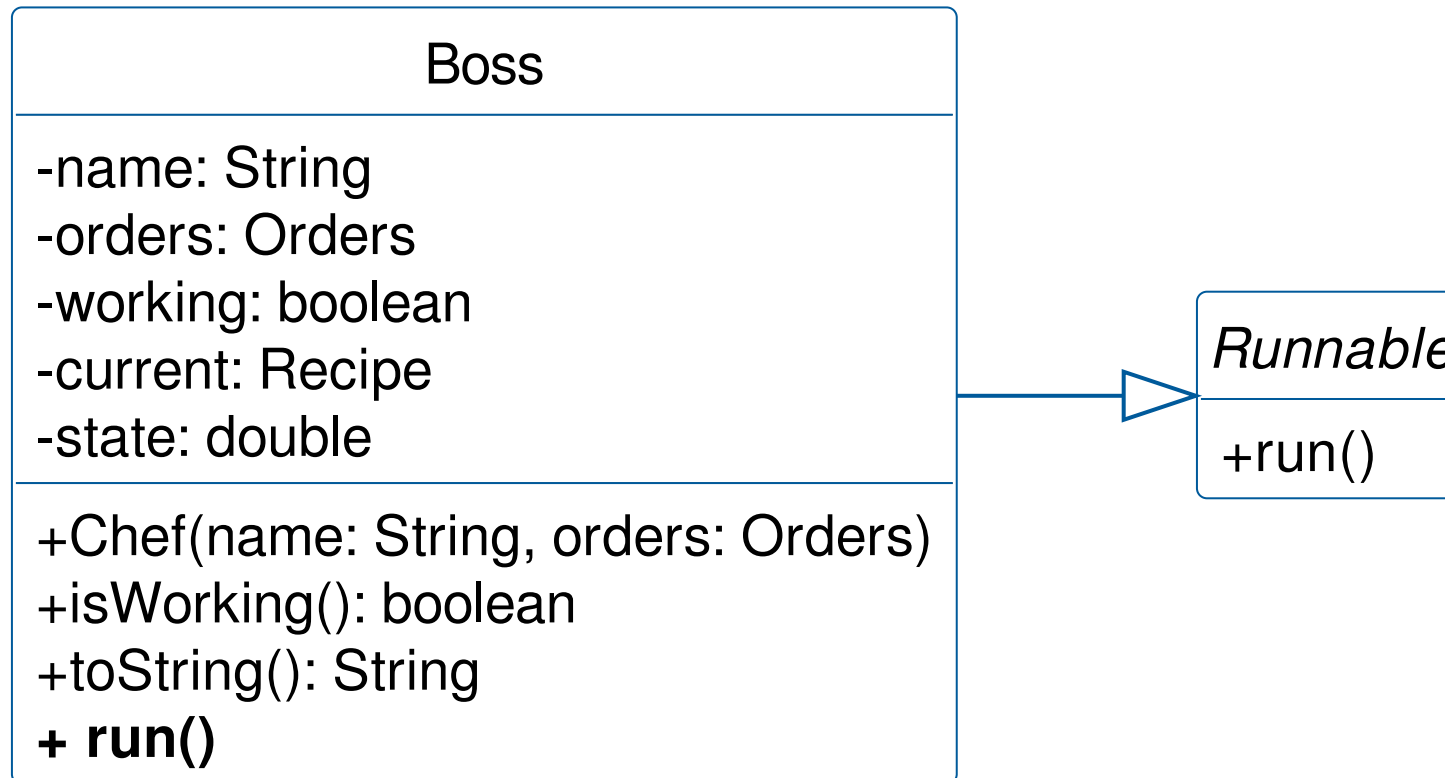 Boss
-name: String
-orders: Orders
-working: boolean
-current: Recipe
-state: double
+Chef(name: String, orders: Orders)
+isWorking(): boolean
+toString(): String
+ run()
Runnable
+run()